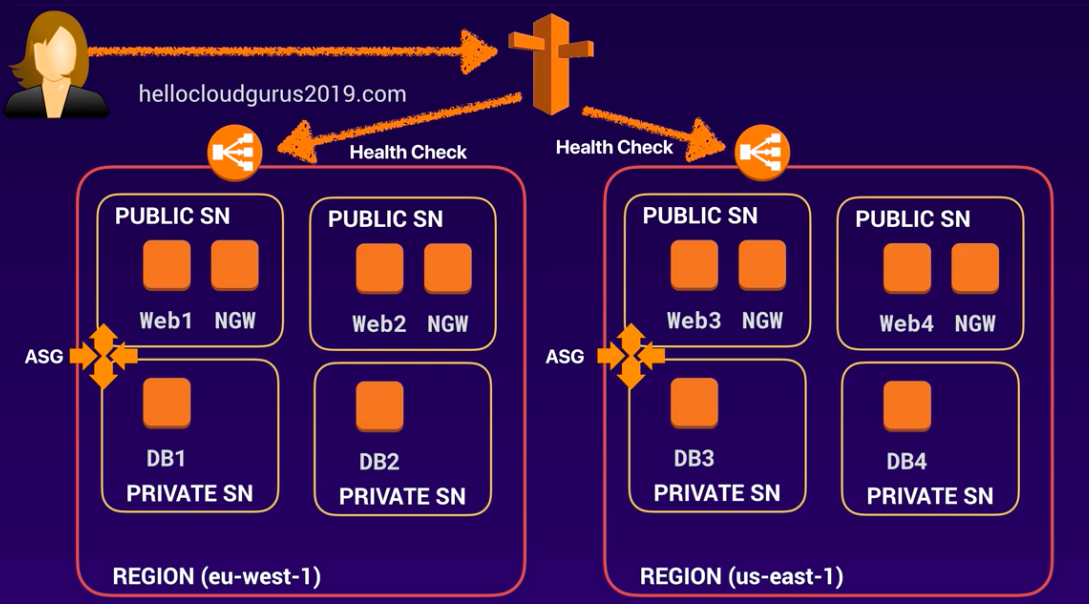 hellocloudgurus2019.com
Health Check
Health Check
PUBLIC SN
Web1 NGW
PUBLIC SN
Web2 NGW
ASG
DB1
PRIVATE SN
DB2
PRIVATE SN
REGION (eu-west-1)
PUBLIC SN
Web3 NGW
PUBLIC SN
Web4 NGW
ASG
DB3
PRIVATE SN
DB4
PRIVATE SN
REGION (us-east-1)